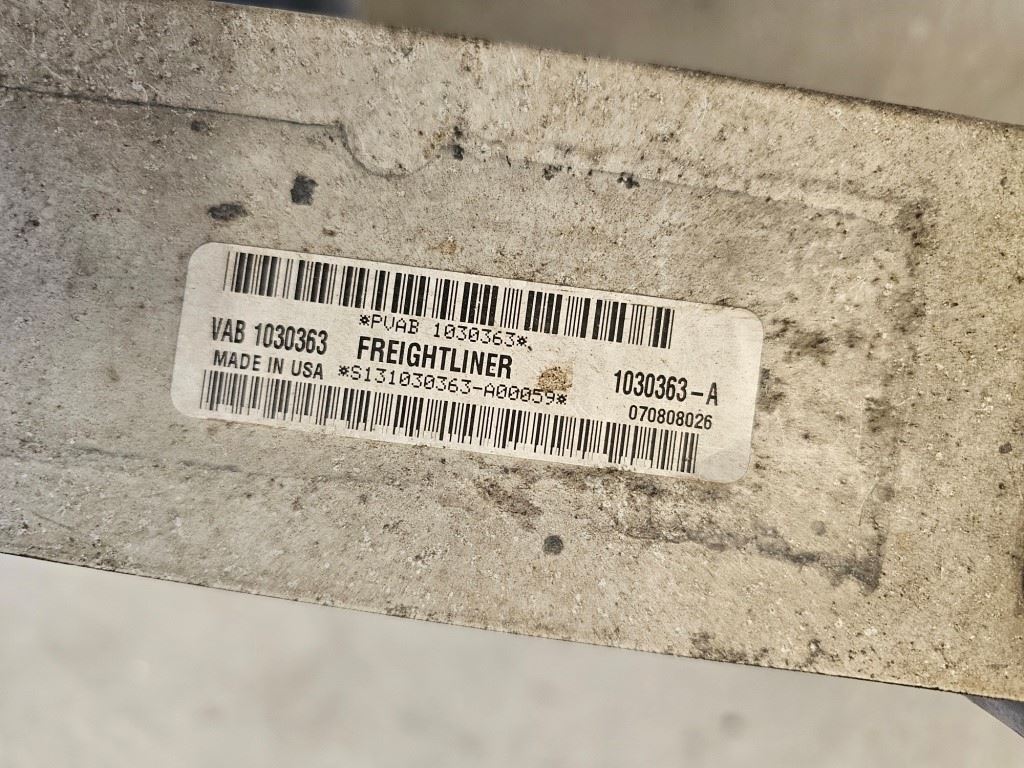 *PVAB 1030363*
VAB 1030363
FREIGHTLINER
1030363-A
MADE IN USA
*S131030363-A00059*
070808026